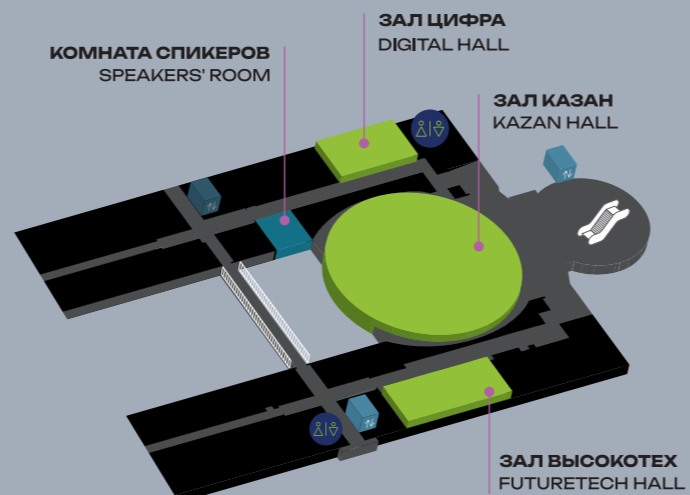 ЗАЛ ЦИФРА
DIGITAL HALL
КОМНАТА СПИКЕРОВ
SPEAKERS' ROOM
ЗАЛ КАЗАН
KAZAN HALL
ЗАЛ ВЫСОКОТЕХ
FUTURETECH HALL